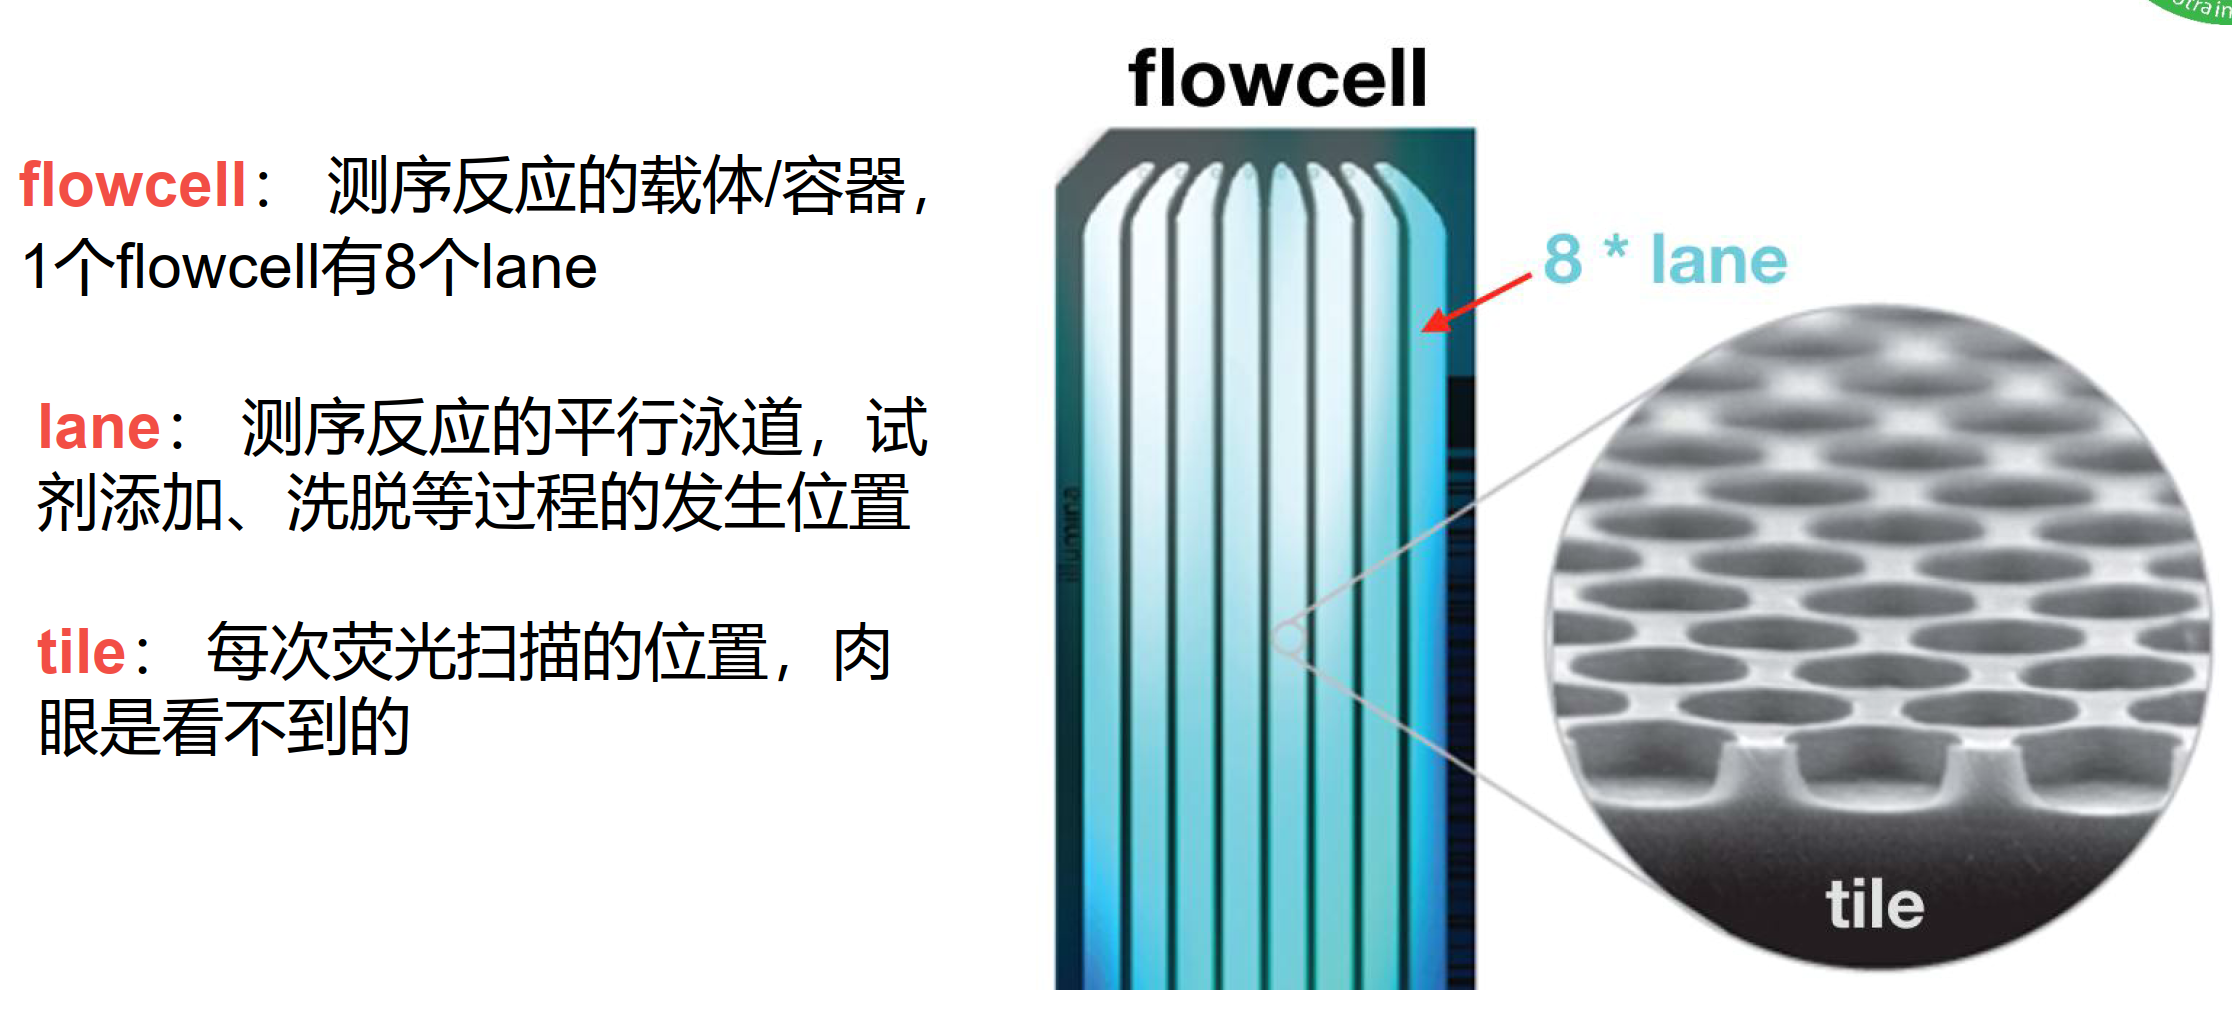 flowcell
flowcell： 测序反应的载体/容器，
1个flowcell有8个lane
8 * lane
lane： 测序反应的平行泳道，试
剂添加、洗脱等过程的发生位置
illumina
tile： 每次荧光扫描的位置，肉
眼是看不到的
tile